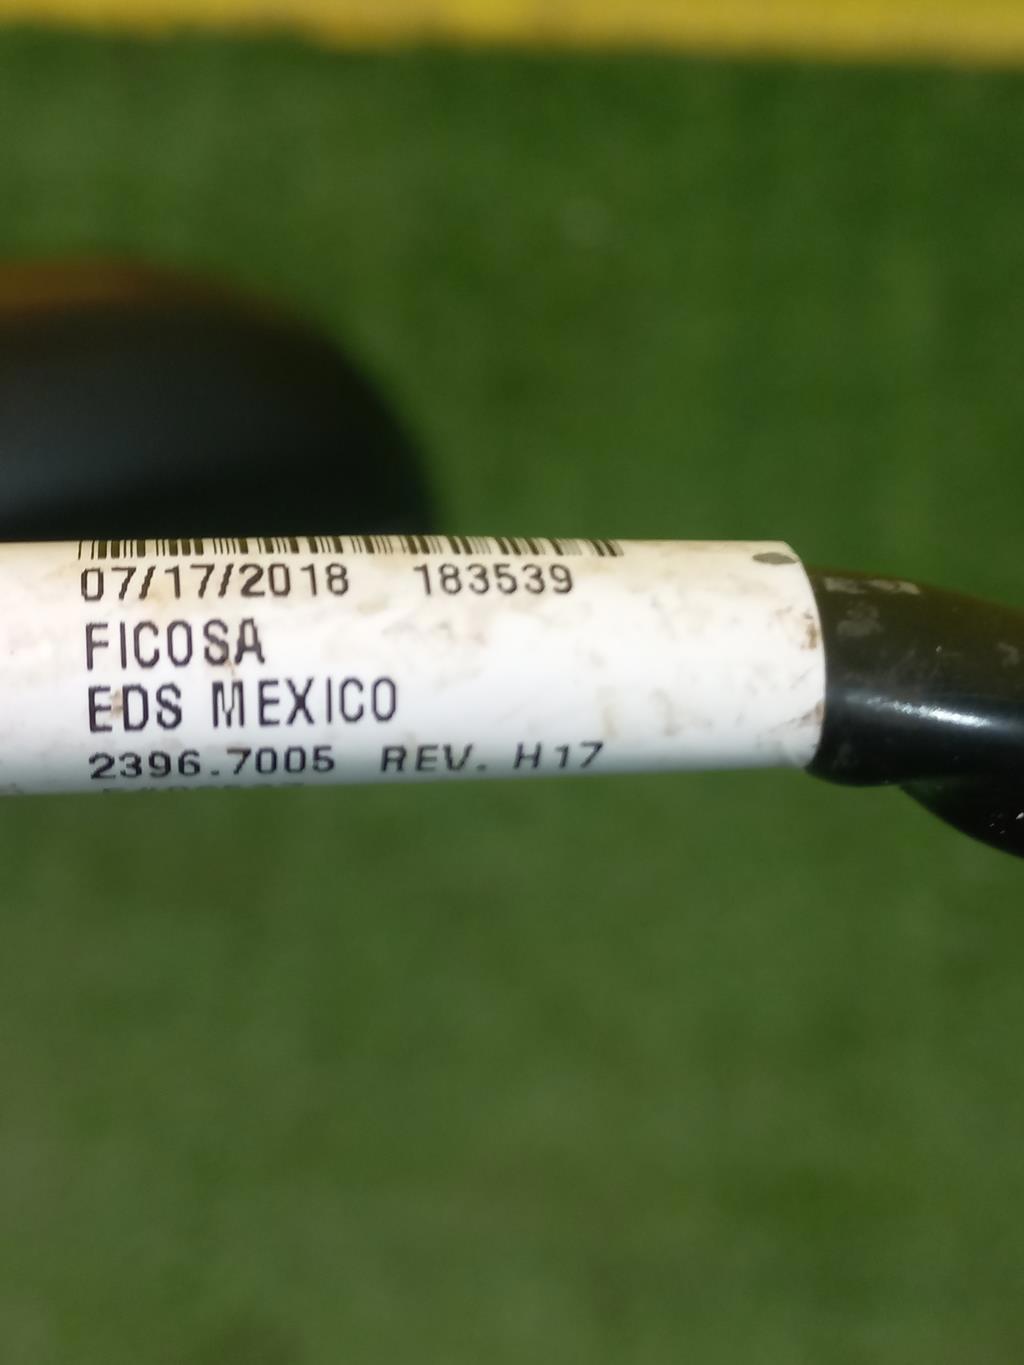 07/17/2018 183539
FICOSA
EDS MEXICO
2396.7005 REV. H17